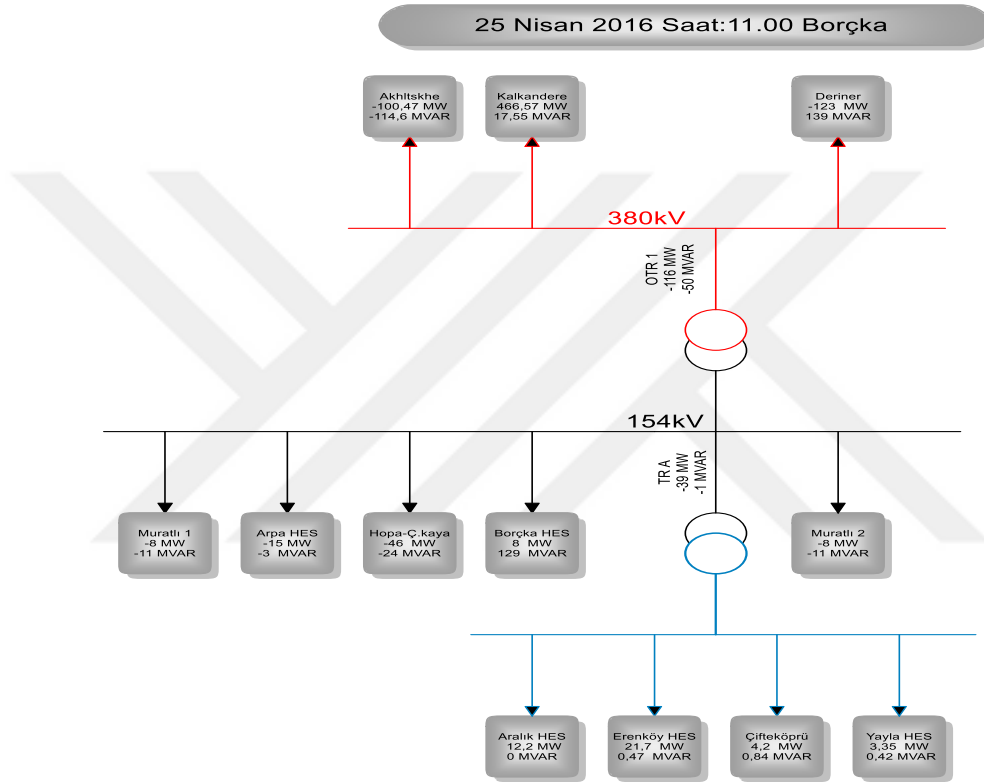 25 Nisan 2016 Saat:11.00 Borçka
Akhltskhe
-100,47 MW
-114,6 MVAR
Kalkandere
466,57 MW
17,55 MVAR
Deriner
-123 MW
139 MVAR
380kV
OTR 1
-116 MW
-50 MVAR
154kV
TR A
-39 MW
-1 MVAR
Muratlı 1
-8 MW
-11 MVAR
Arpa HES
-15 MW
-3 MVAR
Hopa-Ç.kaya
-46 MW
-24 MVAR
Borçka HES
8 MW
129 MVAR
Muratlı 2
-8 MW
-11 MVAR
Aralık HES
12,2 MW
0 MVAR
Erenköy HES
21,7 MW
0,47 MVAR
Çifteköprü
4,2 MW
0,84 MVAR
Yayla HES
3,35 MW
0,42 MVAR